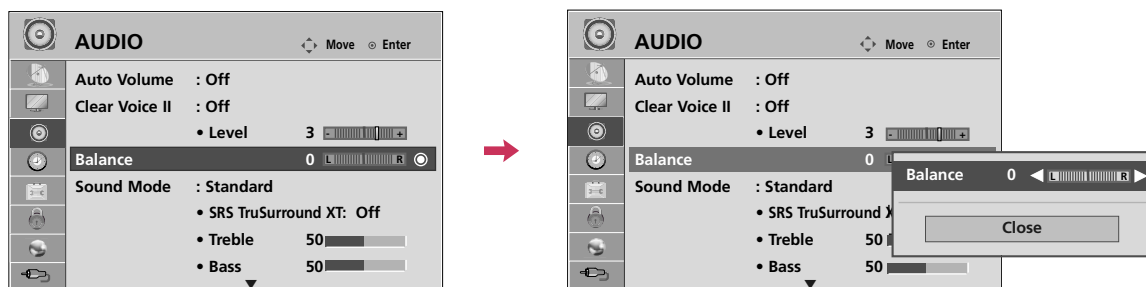 AUDIO Move Enter
Auto Volume : Off
Clear Voice II : Off
• Level 3 - +
Balance 0 L R
Sound Mode : Standard
• SRS TruSurround XT: Off
• Treble 50
• Bass 50
AUDIO Move Enter
Auto Volume : Off
Clear Voice II : Off
• Level 3 - +
Balance 0 L
Sound Mode : Standard
• SRS TruSurround X
• Treble 50
• Bass 50
Balance 0 L R
Close